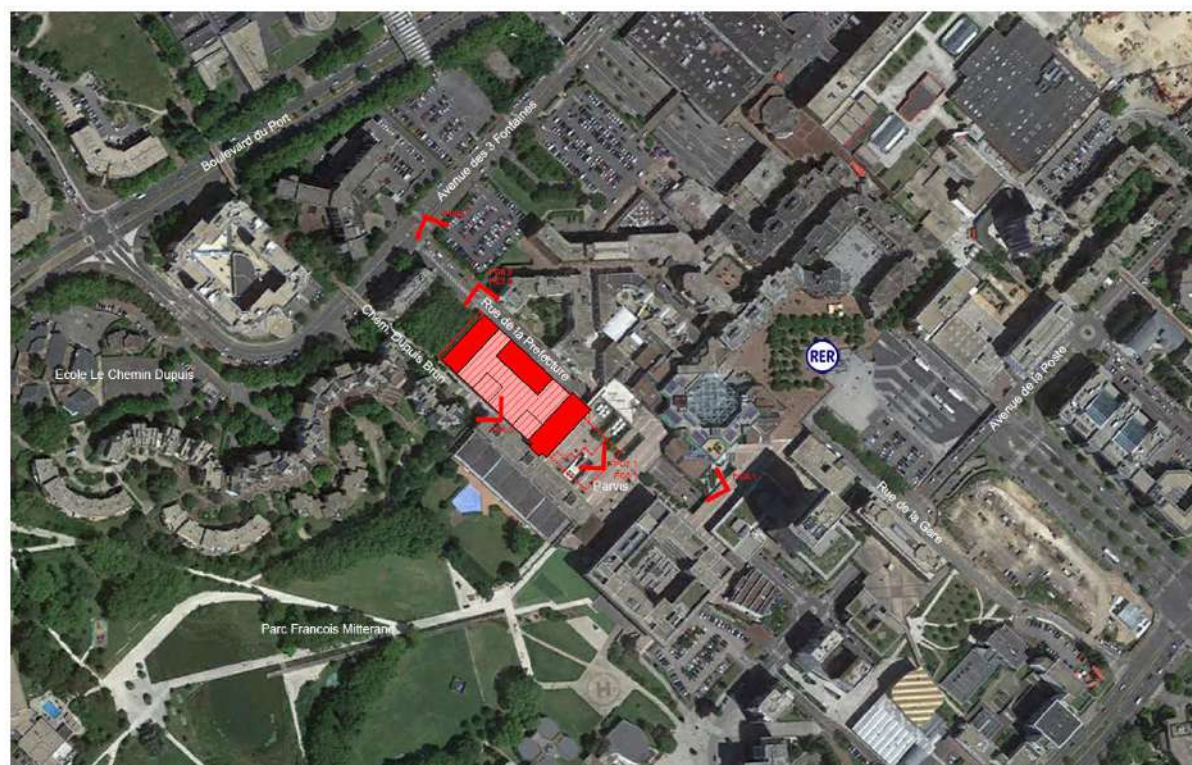 Boulevard du Port
Avenue des 3 Fontaines
Rue de la Préfecture
Chem. Dupuis Brun
Ecole Le Chemin Dupuis
RER
Avenue de la Poste
Parvis
Rue de la Gare
Parc Francois Mitterand
H